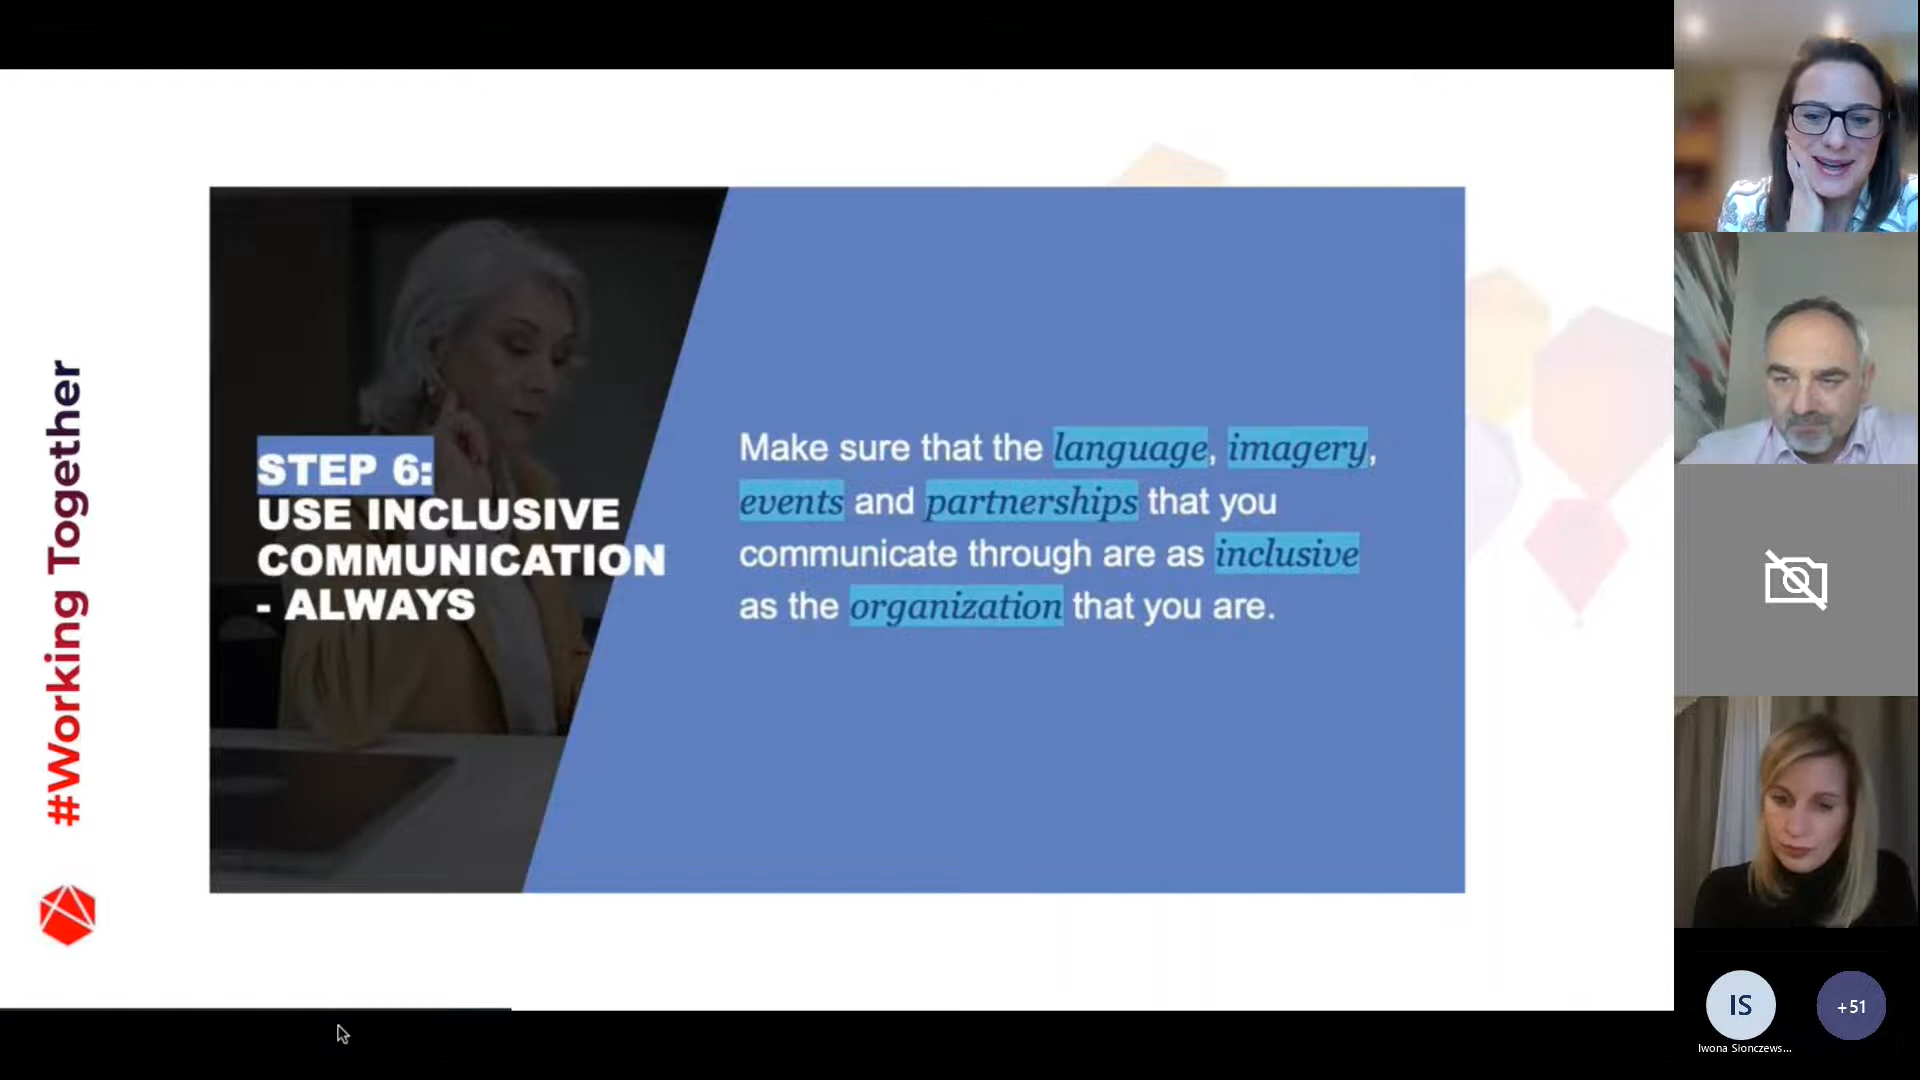 #Working Together
STEP 6:
USE INCLUSIVE
COMMUNICATION
- ALWAYS
Make sure that the language, imagery,
events and partnerships that you
communicate through are as inclusive
as the organization that you are.
IS
+51
Iwona Sionczews...